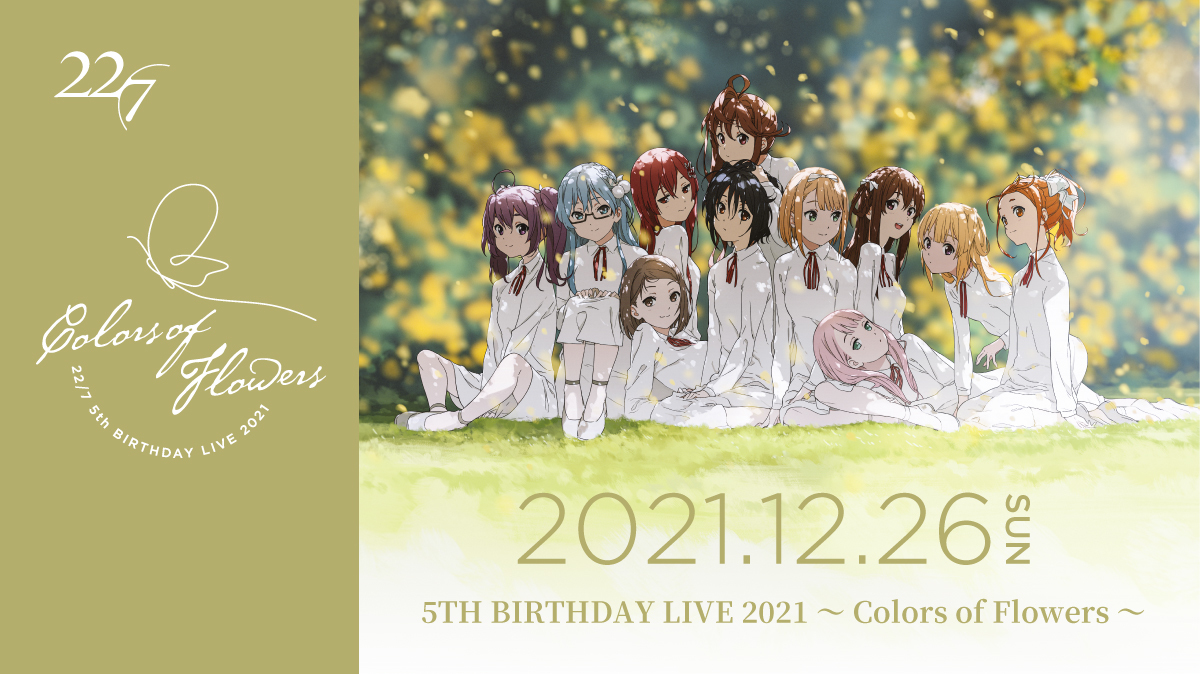 22/7
Colors of
Flowers
22/7 5th BIRTHDAY LIVE 2021
2021.12.26 SUN
5TH BIRTHDAY LIVE 2021 ～ Colors of Flowers ～